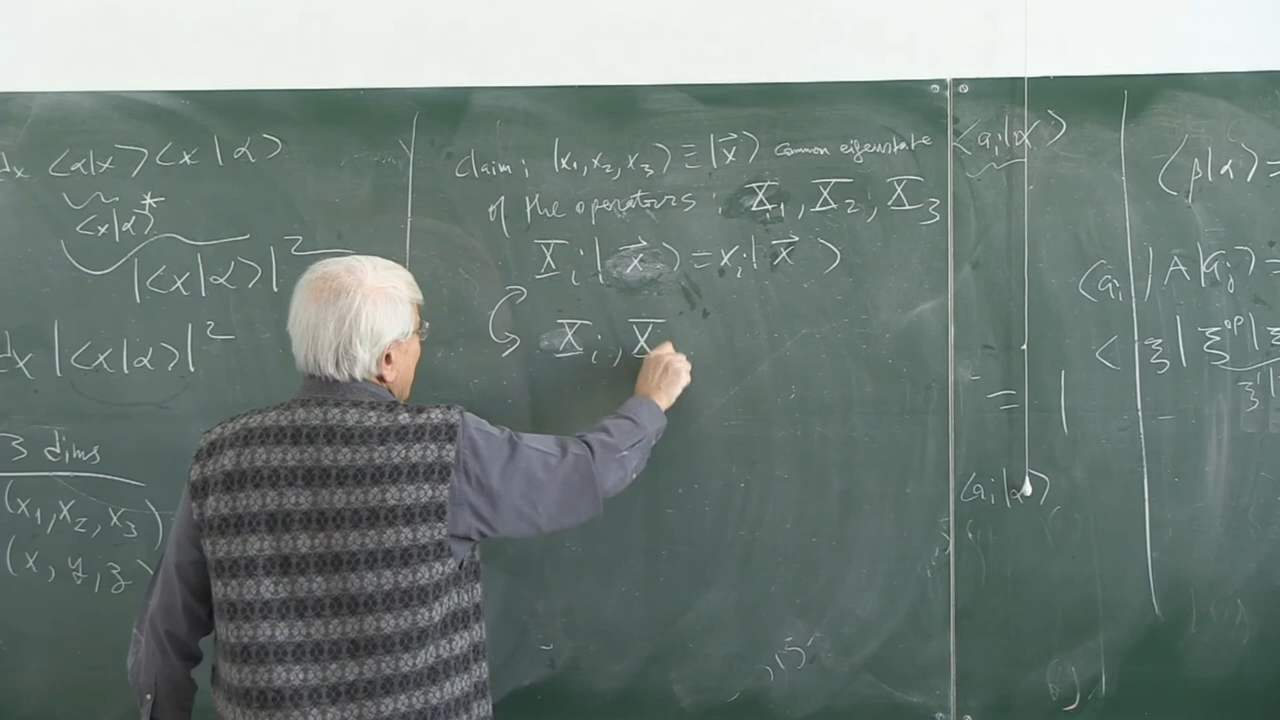 dx ⟨α|x⟩⟨x|α⟩
⟨x|α⟩*
|⟨x|α⟩|²
dx |⟨x|α⟩|²
3 dims
(x₁, x₂, x₃)
(x, y, z)
Claim: |x₁, x₂, x₃⟩ ≡ |x⃗⟩ common eigenstate
of the operators: X₁, X₂, X₃
Xᵢ|x⃗⟩ = xᵢ|x⃗⟩
Xᵢ, X
⟨aᵢ|α⟩
= |
⟨aᵢ|α⟩
⟨β|α⟩ =
⟨aᵢ|A|aⱼ⟩ =
⟨ξ|ξᵒᵖ|ξ
ξ'|